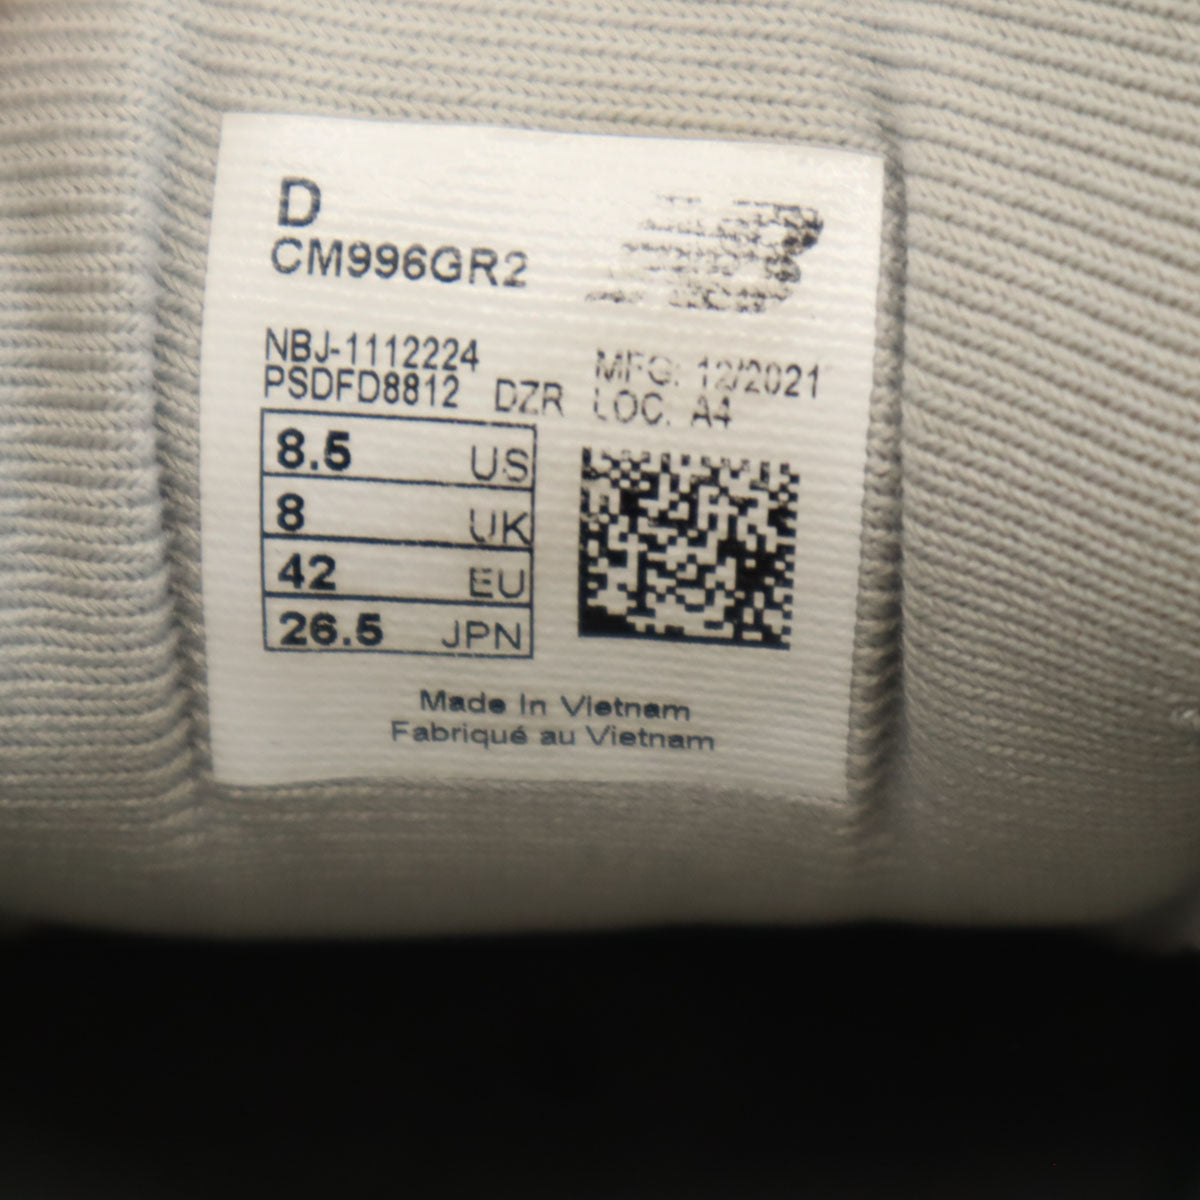 D
CM996GR2
NBJ-1112224
PSDFD8812 DZR
MFG: 12/2021
LOC. A4
8.5 US
8 UK
42 EU
26.5 JPN
Made In Vietnam
Fabriqué au Vietnam